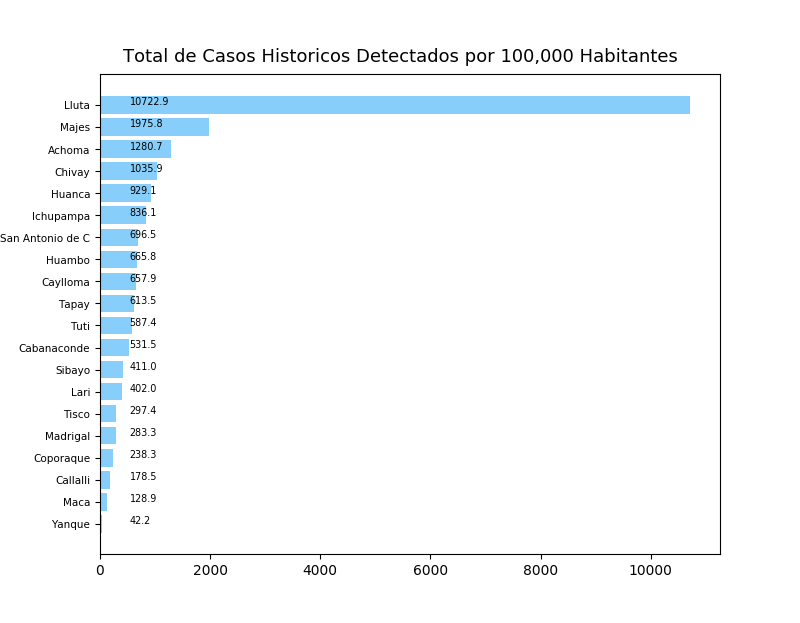 Total de Casos Historicos Detectados por 100,000 Habitantes
Lluta 10722.9
Majes 1975.8
Achoma 1280.7
Chivay 1035.9
Huanca 929.1
Ichupampa 836.1
San Antonio de C 696.5
Huambo 665.8
Caylloma 657.9
Tapay 613.5
Tuti 587.4
Cabanaconde 531.5
Sibayo 411.0
Lari 402.0
Tisco 297.4
Madrigal 283.3
Coporaque 238.3
Callalli 178.5
Maca 128.9
Yanque 42.2
0 2000 4000 6000 8000 10000